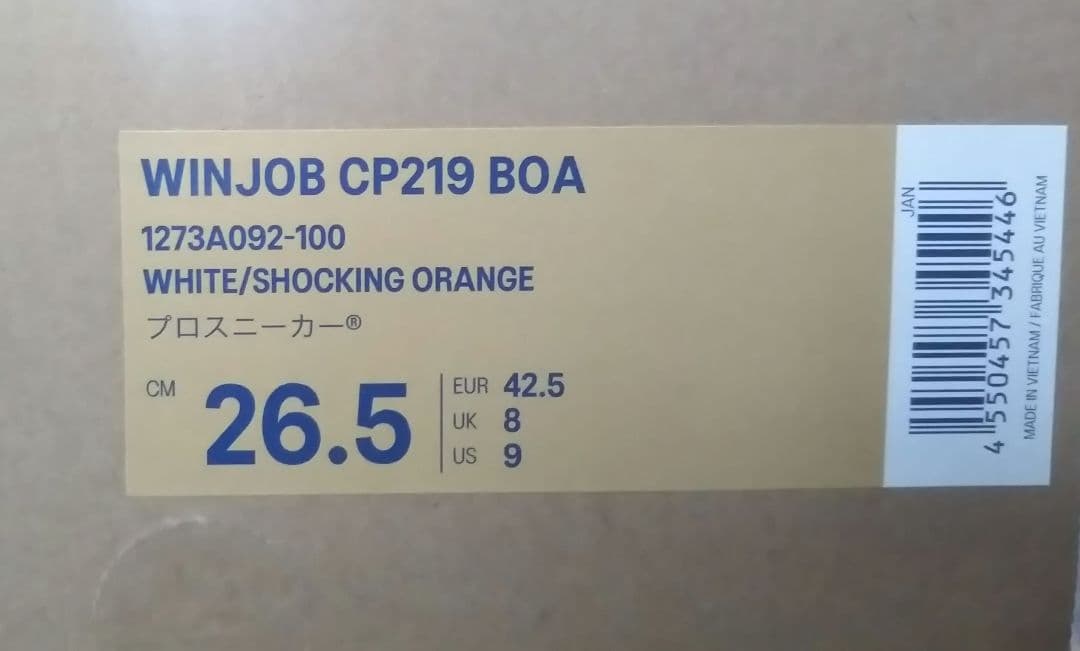 WINJOB CP219 BOA
1273A092-100
WHITE/SHOCKING ORANGE
プロスニーカー®
CM 26.5
EUR 42.5
UK 8
US 9
JAN
4 550457 345446
MADE IN VIETNAM / FABRIQUE AU VIETNAM